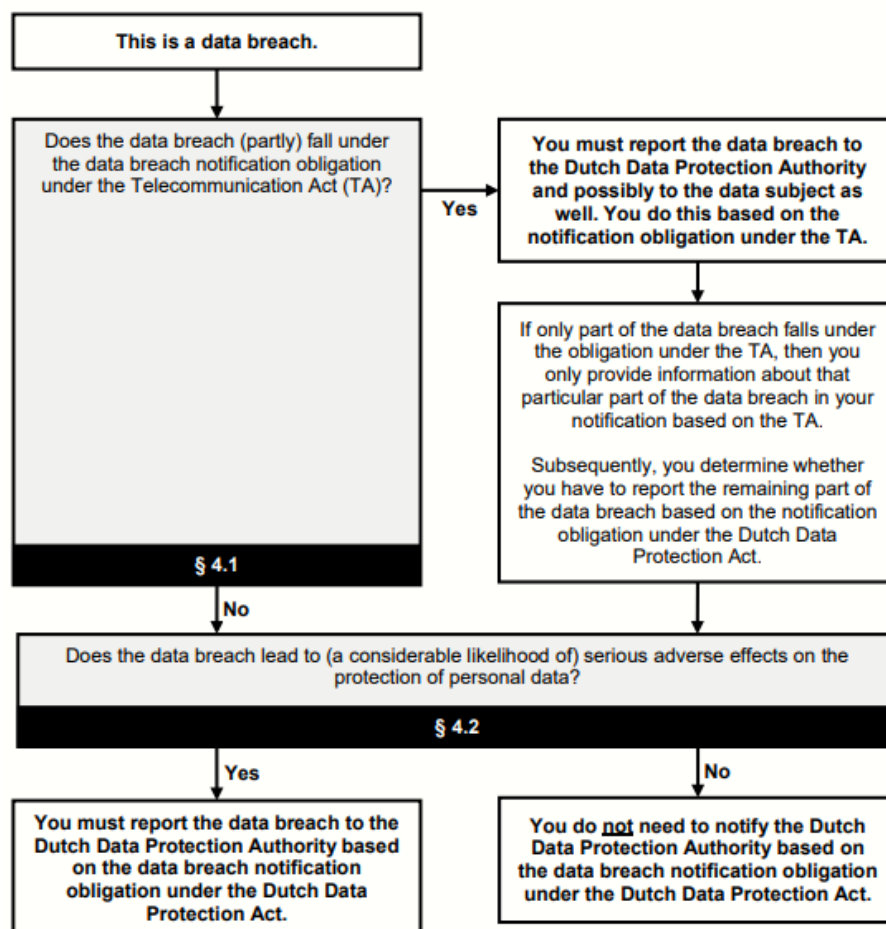 This is a data breach.
Does the data breach (partly) fall under
the data breach notification obligation
under the Telecommunication Act (TA)?
§ 4.1
Yes
You must report the data breach to
the Dutch Data Protection Authority
and possibly to the data subject as
well. You do this based on the
notification obligation under the TA.
If only part of the data breach falls under
the obligation under the TA, then you
only provide information about that
particular part of the data breach in your
notification based on the TA.
Subsequently, you determine whether
you have to report the remaining part of
the data breach based on the notification
obligation under the Dutch Data
Protection Act.
No
Does the data breach lead to (a considerable likelihood of) serious adverse effects on the
protection of personal data?
§ 4.2
Yes
You must report the data breach to the
Dutch Data Protection Authority based
on the data breach notification
obligation under the Dutch Data
Protection Act.
No
You do not need to notify the Dutch
Data Protection Authority based on
the data breach notification obligation
under the Dutch Data Protection Act.